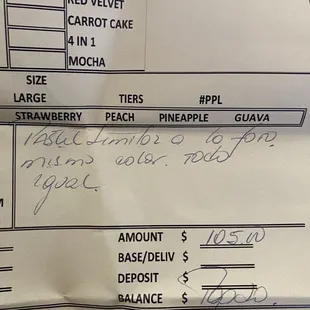 RED VELVET
CARROT CAKE
4 IN 1
MOCHA
SIZE
LARGE TIERS #PPL
STRAWBERRY PEACH PINEAPPLE GUAVA
Pastel Similar a la foto
mismo color. Todo
igual.
M
AMOUNT $ 105.00
BASE/DELIV $
DEPOSIT $
BALANCE $